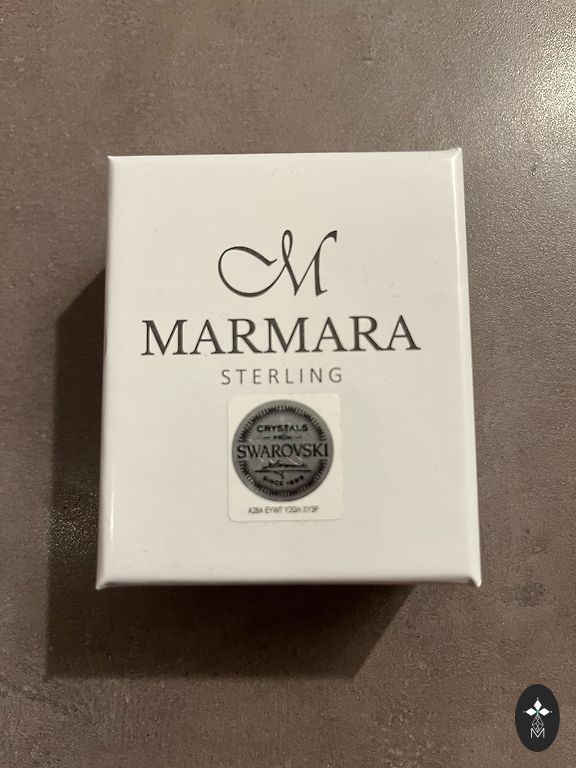 M
MARMARA
STERLING
CRYSTALS
FROM
SWAROVSKI
SINCE 1895
M